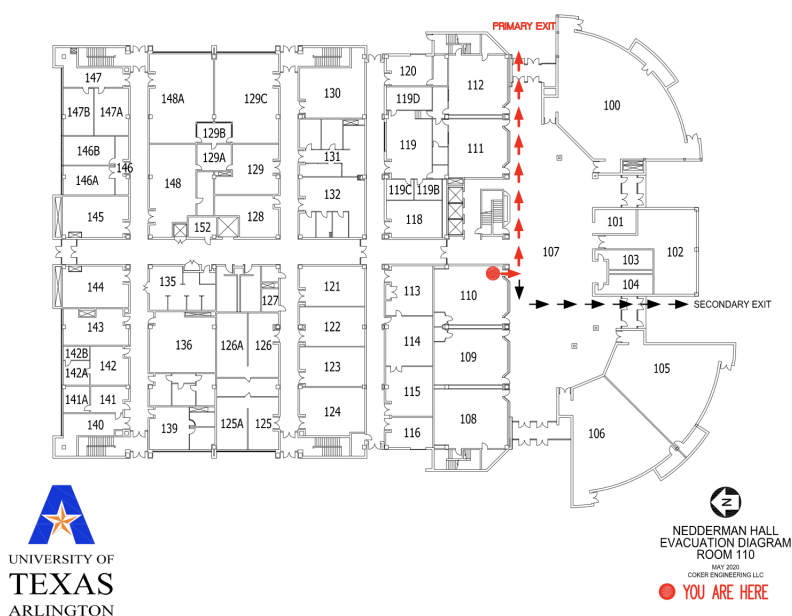 PRIMARY EXIT
147
148A
129C
130
120
112
119D
100
147B
147A
129B
131
119
111
146B
146
129A
129
146A
148
132
119C
119B
145
128
118
101
152
107
103
102
104
144
135
127
121
113
110
SECONDARY EXIT
143
136
126A
126
122
114
109
142B
142A
142
123
105
141A
141
115
140
139
125A
125
124
116
108
106
N
NEDDERMAN HALL
EVACUATION DIAGRAM
ROOM 110
MAY 2020
COKER ENGINEERING LLC
YOU ARE HERE
A
UNIVERSITY OF
TEXAS
ARLINGTON